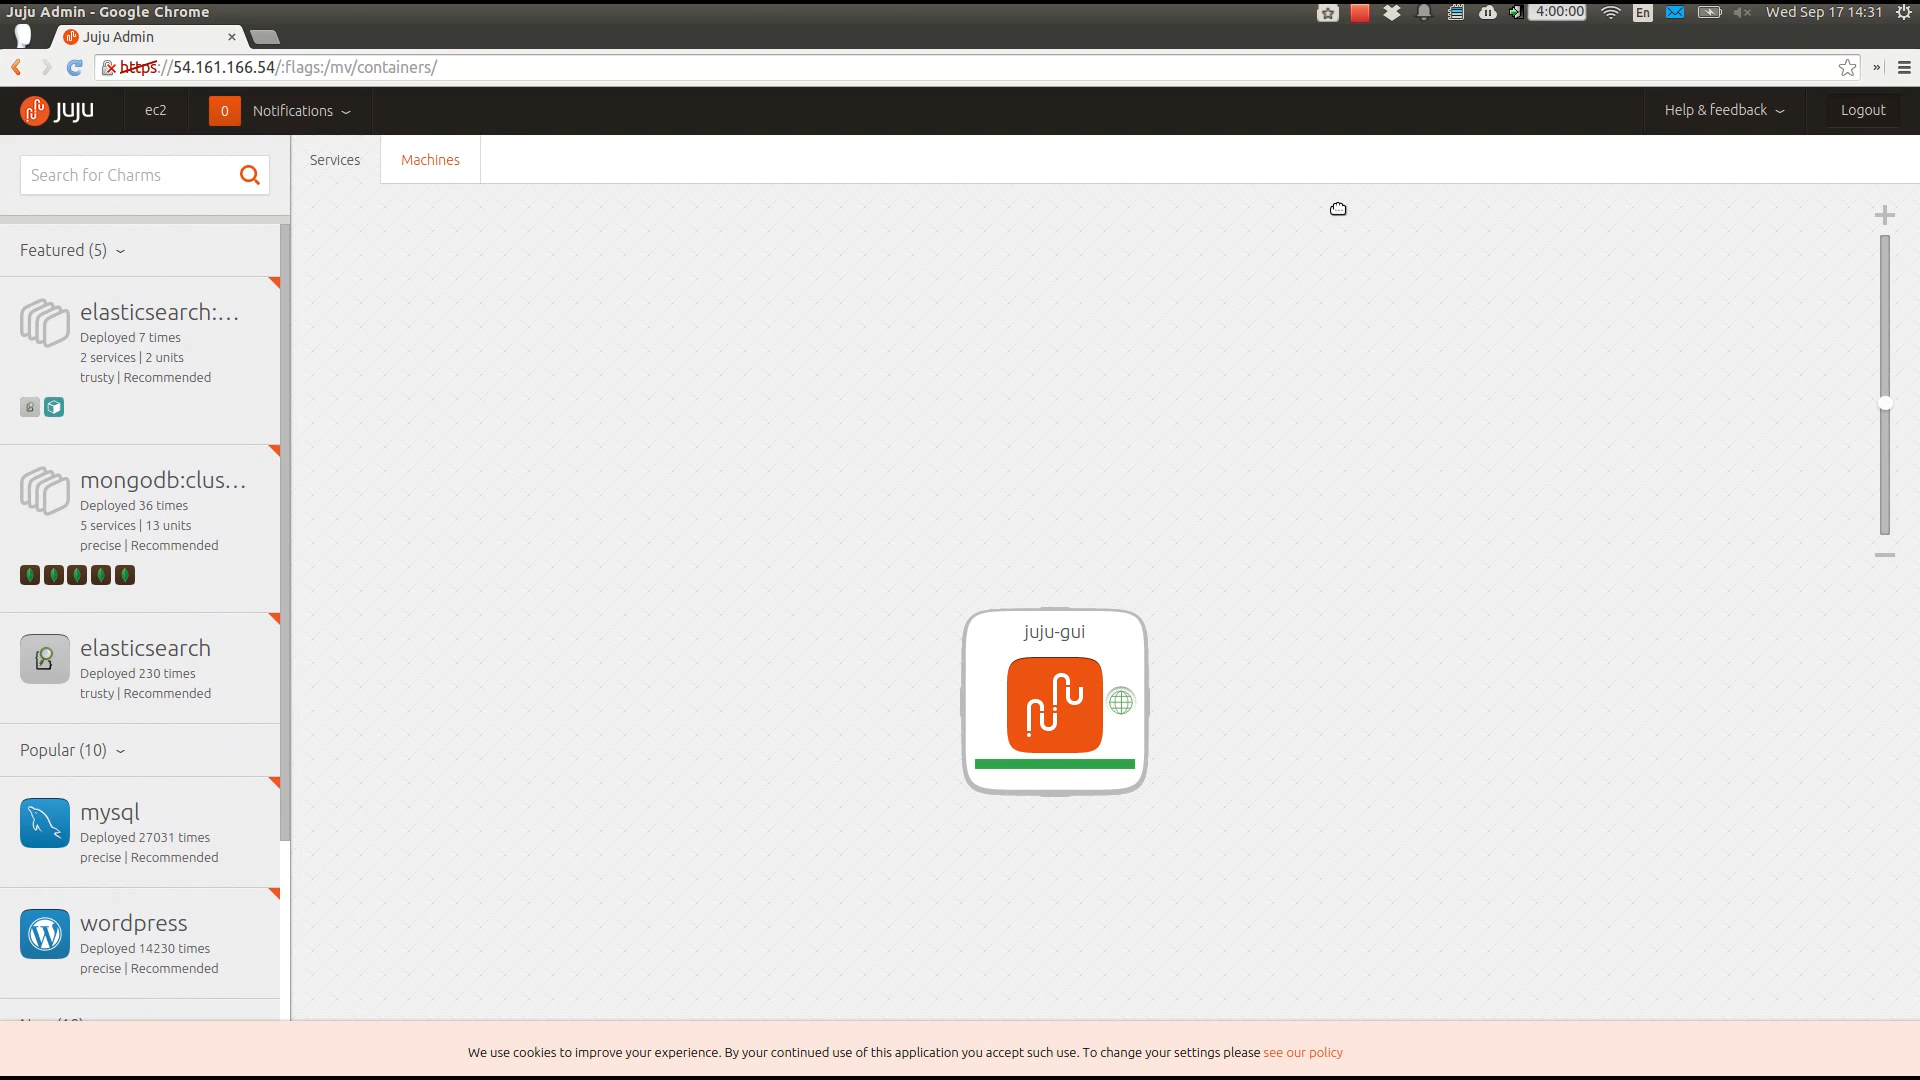 Juju Admin - Google Chrome
4:00:00
En
Wed Sep 17 14:31
Juju Admin
https://54.161.166.54/:flags:/mv/containers/
juju
ec2
0
Notifications
Help & feedback
Logout
Search for Charms
Services
Machines
Featured (5)
elasticsearch:...
Deployed 7 times
2 services | 2 units
trusty | Recommended
mongodb:clus...
Deployed 36 times
5 services | 13 units
precise | Recommended
elasticsearch
Deployed 230 times
trusty | Recommended
Popular (10)
mysql
Deployed 27031 times
precise | Recommended
wordpress
Deployed 14230 times
precise | Recommended
juju-gui
We use cookies to improve your experience. By your continued use of this application you accept such use. To change your settings please see our policy